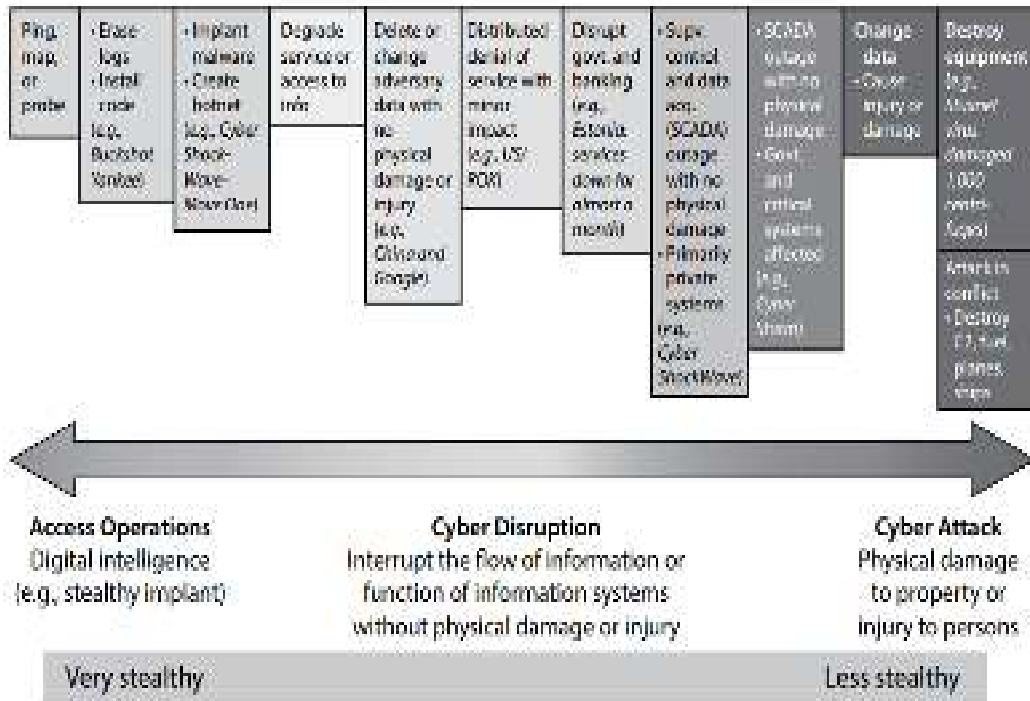 Ping,
map,
or
probe
• Erase
logs
• Install
code
(e.g.,
Buckshot
Yankee)
• Implant
malware
• Create
botnet
(e.g., Cyber
Shock-
Wave-
Degrade
service or
access to
info
Delete or
change
adversary
data with
no
physical
damage or
injury
(e.g.,
China and
Google)
Distributed
denial of
service with
minor
impact
(e.g., US/
ROK)
Disrupt
govt. and
banking
(e.g.,
Estonia:
services
down for
almost a
month)
• Supv.
control
and data
acq.
(SCADA)
outage
with no
physical
damage
• Primarily
private
systems
(e.g.,
Cyber
ShockWave)
• SCADA
outage
with no
physical
damage
• Govt.
and
critical
systems
affected
(e.g.,
Cyber
Storm)
Change
data
• Cause
injury or
damage
Destroy
equipment
(e.g.,
Stuxnet
virus
damaged
1,000
centri-
fuges)
Attack in
conflict
• Destroy
C2, fuel,
planes,
ships
Access Operations
Digital intelligence
(e.g., stealthy implant)
Cyber Disruption
Interrupt the flow of information or
function of information systems
without physical damage or injury
Cyber Attack
Physical damage
to property or
injury to persons
Very stealthy
Less stealthy